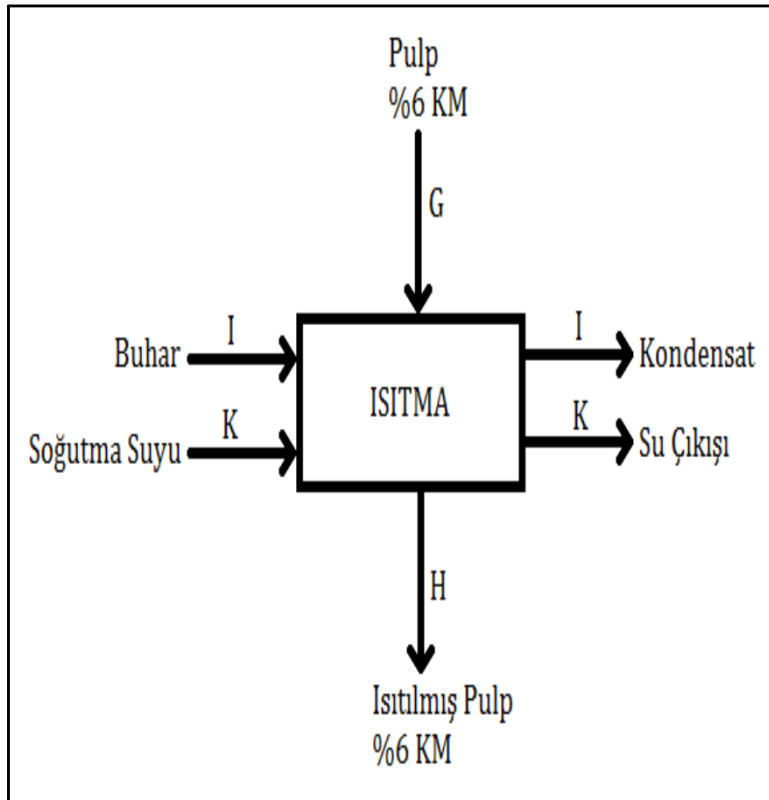 Pulp
%6 KM
G
I
I
Buhar
ISITMA
Kondensat
K
K
Soğutma Suyu
Su Çıkışı
H
Isıtılmış Pulp
%6 KM